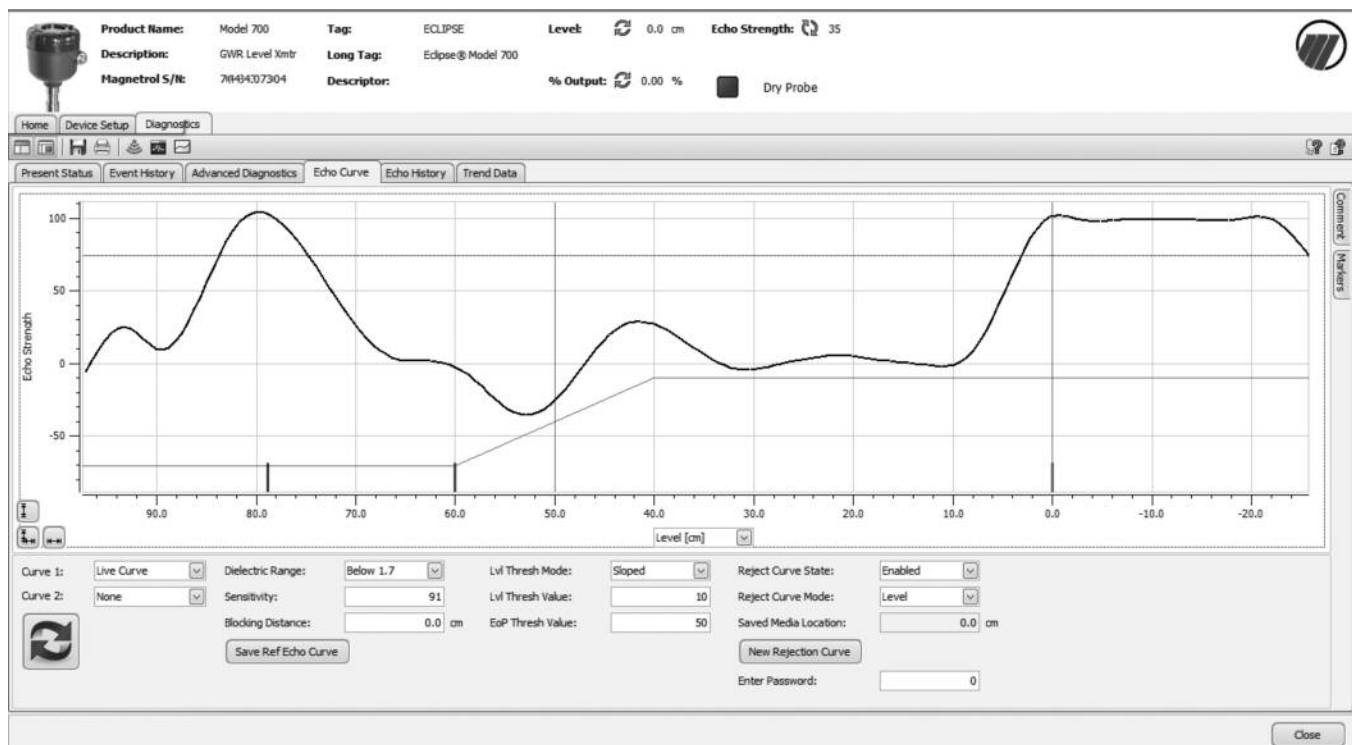 Product Name: Model 700 Tag: ECLIPSE Level: 0.0 cm Echo Strength: 35
Description: GWR Level Xmtr Long Tag: Eclipse® Model 700
Magnetrol S/N: Descriptor: % Output: 0.00 % Dry Probe
Home Device Setup Diagnostics
Present Status Event History Advanced Diagnostics Echo Curve Echo History Trend Data
Comment
Markers
Echo Strength
100
50
0
-50
90.0 80.0 70.0 60.0 50.0 40.0 30.0 20.0 10.0 0.0 -10.0 -20.0
Level [cm]
Curve 1: Live Curve Dielectric Range: Below 1.7 Lvl Thresh Mode: Sloped Reject Curve State: Enabled
Curve 2: None Sensitivity: 91 Lvl Thresh Value: 10 Reject Curve Mode: Level
Blocking Distance: 0.0 cm EoP Thresh Value: 50 Saved Media Location: 0.0 cm
Save Ref Echo Curve New Rejection Curve
Enter Password: 0
Close